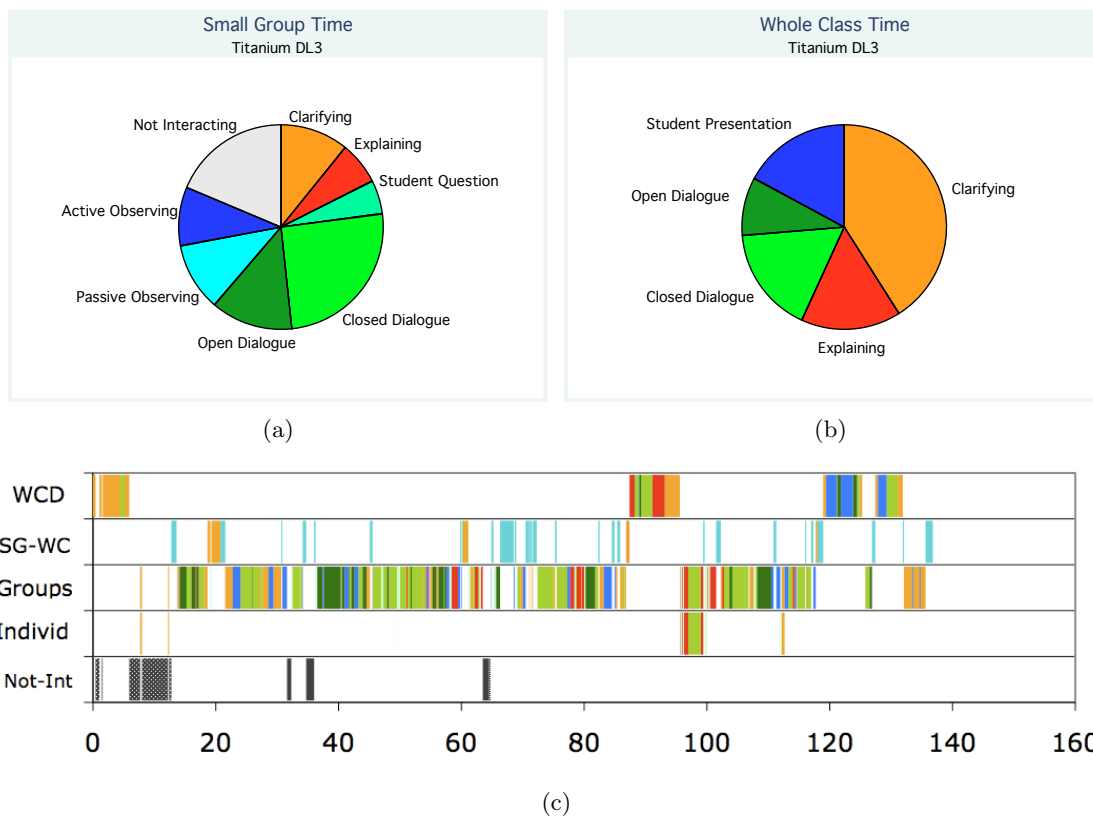 Small Group Time
Titanium DL3
Not Interacting
Clarifying
Explaining
Student Question
Active Observing
Passive Observing
Closed Dialogue
Open Dialogue
(a)
Whole Class Time
Titanium DL3
Student Presentation
Clarifying
Open Dialogue
Closed Dialogue
Explaining
(b)
WCD
SG-WC
Groups
Individ
Not-Int
0 20 40 60 80 100 120 140 160
(c)